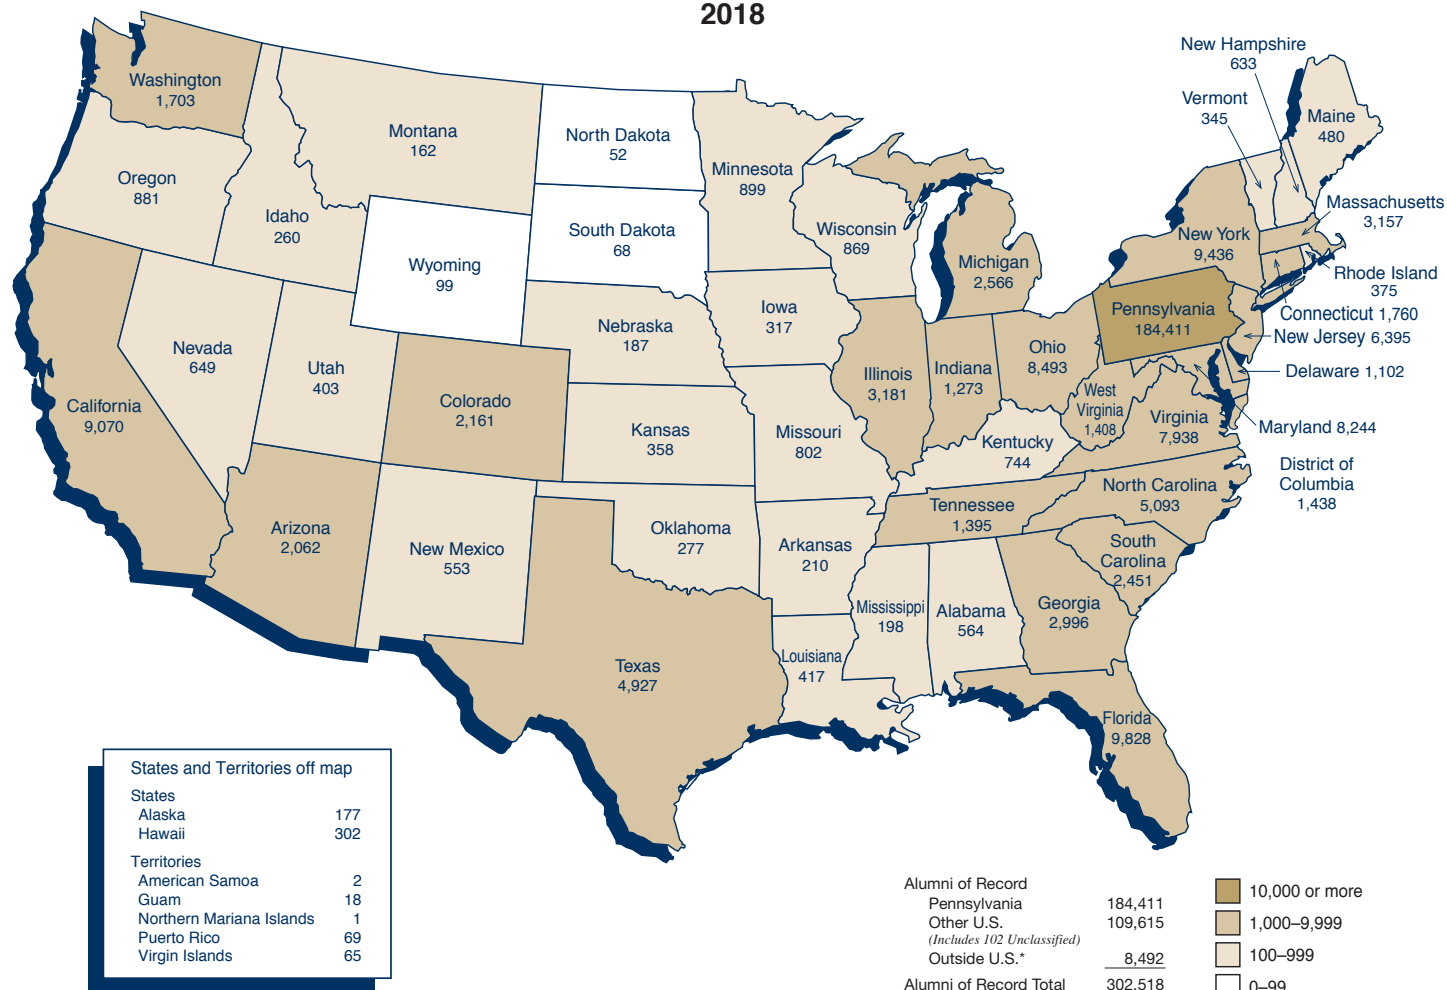 2018
Washington
1,703
Oregon
881
Idaho
260
Montana
162
North Dakota
52
Minnesota
899
South Dakota
68
Wyoming
99
Wisconsin
869
Michigan
2,566
New Hampshire
633
Vermont
345
Maine
480
Massachusetts
3,157
New York
9,436
Rhode Island
375
Connecticut 1,760
New Jersey 6,395
Pennsylvania
184,411
Delaware 1,102
Maryland 8,244
District of
Columbia
1,438
California
9,070
Nevada
649
Utah
403
Colorado
2,161
Nebraska
187
Iowa
317
Kansas
358
Missouri
802
Illinois
3,181
Indiana
1,273
Ohio
8,493
West
Virginia
1,408
Virginia
7,938
Kentucky
744
Tennessee
1,395
North Carolina
5,093
South
Carolina
2,451
Georgia
2,996
Arizona
2,062
New Mexico
553
Oklahoma
277
Arkansas
210
Mississippi
198
Alabama
564
Louisiana
417
Texas
4,927
Florida
9,828
States and Territories off map
States
Alaska 177
Hawaii 302
Territories
American Samoa 2
Guam 18
Northern Mariana Islands 1
Puerto Rico 69
Virgin Islands 65
Alumni of Record
Pennsylvania 184,411
Other U.S. 109,615
(Includes 102 Unclassified)
Outside U.S.* 8,492
Alumni of Record Total 302,518
10,000 or more
1,000–9,999
100–999
0–99